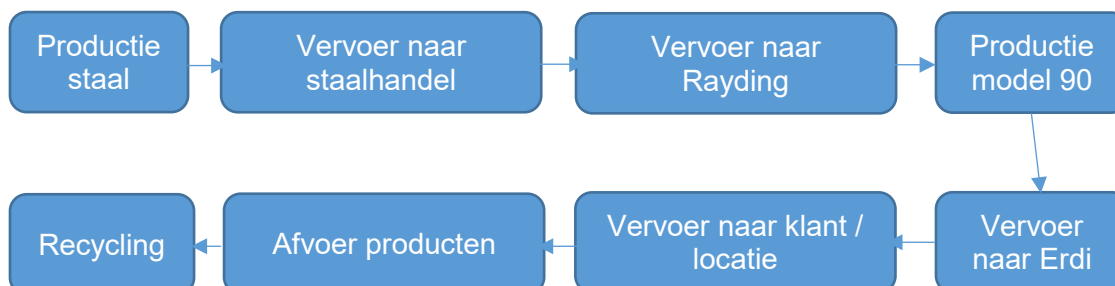 Productie
staal
Vervoer naar
staalhandel
Vervoer naar
Rayding
Productie
model 90
Vervoer
naar Erdi
Vervoer naar klant /
locatie
Afvoer producten
Recycling